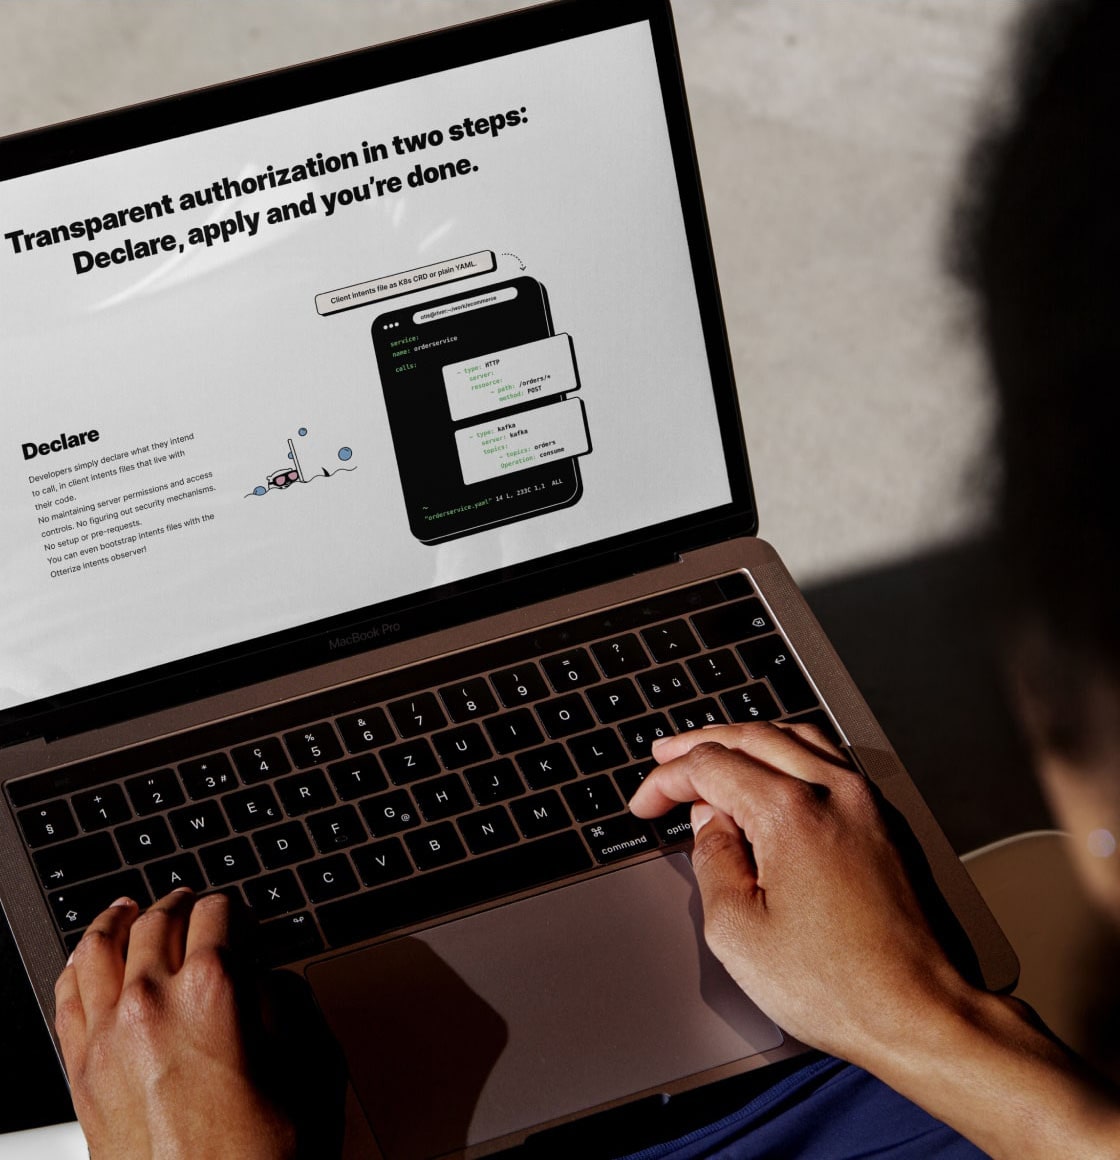 Transparent authorization in two steps:
Declare, apply and you're done.
Client intents file as K8s CRD or plain YAML.
otis@river:~/work/ecommerce
service:
name: orderservice
calls:
- type: HTTP
server:
resource:
- path: /orders/*
method: POST
- type: kafka
server: kafka
topics:
- topics: orders
Operation: consume
~
"orderservice.yaml" 14 L, 233C 1,1 ALL
Declare
Developers simply declare what they intend
to call, in client intents files that live with
their code.
No maintaining server permissions and access
controls. No figuring out security mechanisms.
No setup or pre-requests.
You can even bootstrap intents files with the
Otterize intents observer!
MacBook Pro
° §
+ 1
" 2
* 3 #
ç 4
% 5
& 6
/ 7
( 8
) 9
= 0
? ,
` ^
Q W E € R T Z U I O P è ü ! ..
A S D F G @ H J K L é ö à ä £ $
X C V B N M ; ,
⌘ command
option